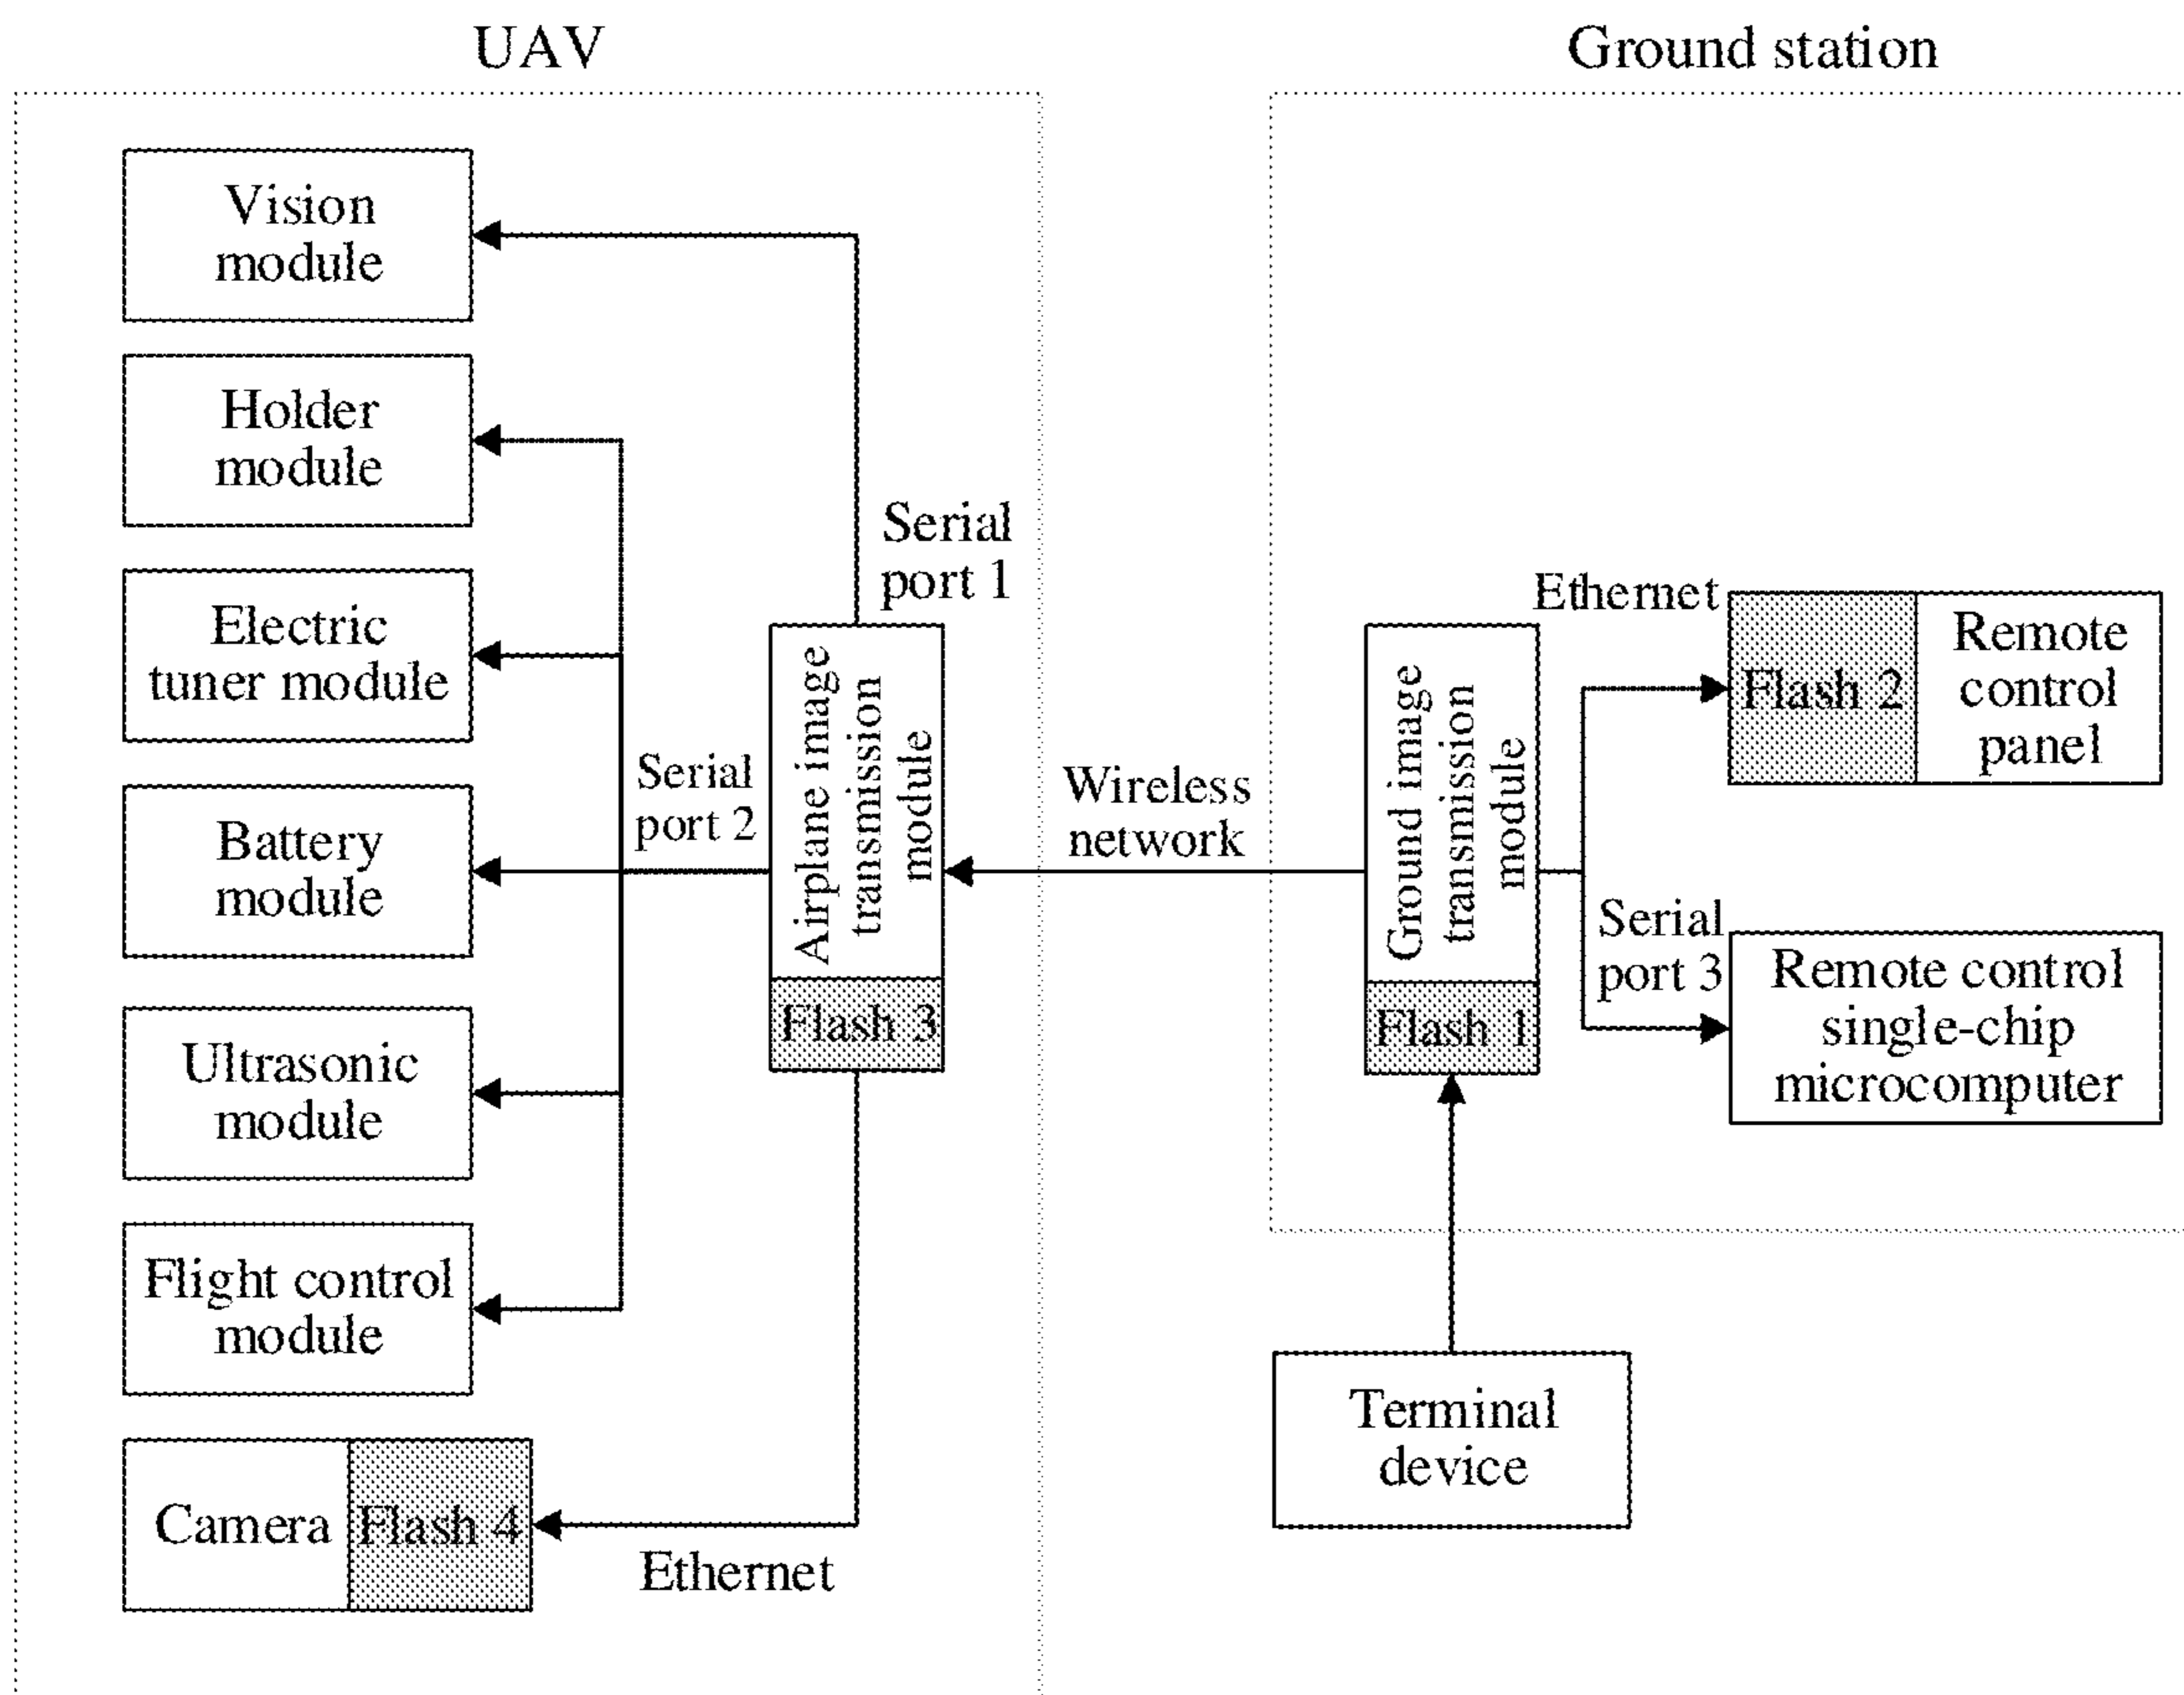 UAV
Ground station
Vision
module
Holder
module
Electric
tuner module
Battery
module
Ultrasonic
module
Flight control
module
Camera
Flash 4
Serial
port 1
Serial
port 2
Airplane image
transmission
module
Flash 3
Ethernet
Wireless
network
Ground image
transmission
module
Flash 1
Ethernet
Flash 2
Remote
control
panel
Serial
port 3
Remote control
single-chip
microcomputer
Terminal
device